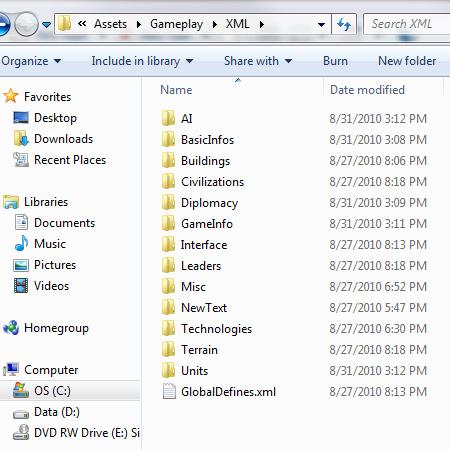 « Assets Gameplay XML Search XML
Organize Include in library Share with Burn New folder
Name Date modified
Favorites
Desktop
Downloads
Recent Places
Libraries
Documents
Music
Pictures
Videos
Homegroup
Computer
OS (C:)
Data (D:)
DVD RW Drive (E:) Si
AI 8/31/2010 3:12 PM
BasicInfos 8/31/2010 3:08 PM
Buildings 8/27/2010 8:06 PM
Civilizations 8/27/2010 8:18 PM
Diplomacy 8/31/2010 3:09 PM
GameInfo 8/31/2010 3:11 PM
Interface 8/27/2010 8:13 PM
Leaders 8/27/2010 8:18 PM
Misc 8/27/2010 6:52 PM
NewText 8/27/2010 5:47 PM
Technologies 8/27/2010 6:30 PM
Terrain 8/27/2010 8:18 PM
Units 8/31/2010 3:12 PM
GlobalDefines.xml 8/27/2010 8:13 PM